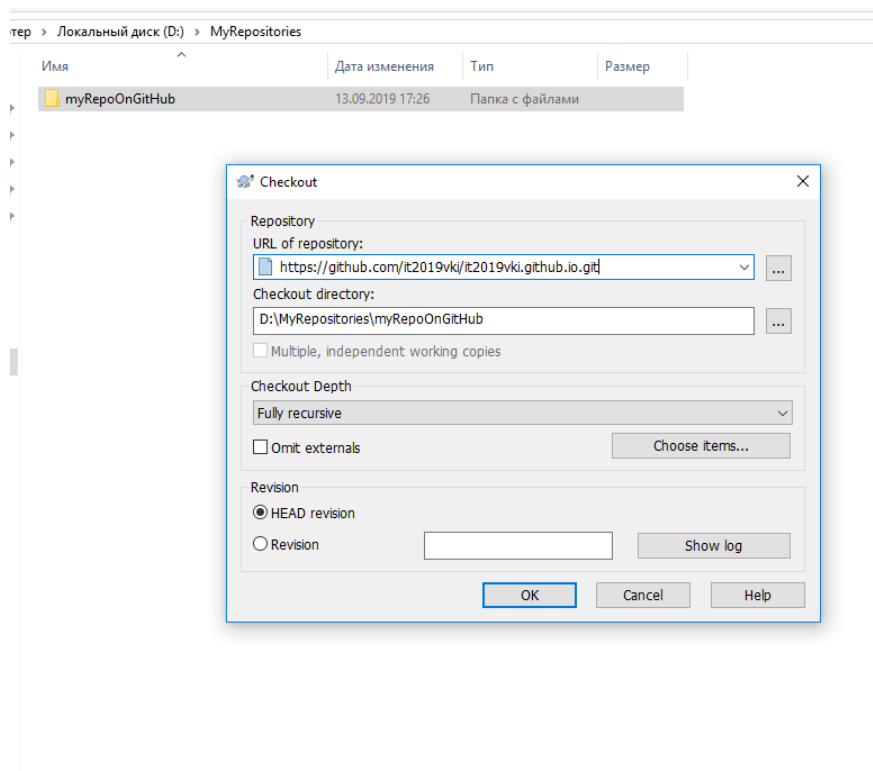 Локальный диск (D:) > MyRepositories
Имя Дата изменения Тип Размер
myRepoOnGitHub 13.09.2019 17:26 Папка с файлами
Checkout
Repository
URL of repository:
https://github.com/it2019vki/it2019vki.github.io.git
...
Checkout directory:
D:\MyRepositories\myRepoOnGitHub
...
Multiple, independent working copies
Checkout Depth
Fully recursive
Omit externals
Choose items...
Revision
HEAD revision
Revision
Show log
OK Cancel Help